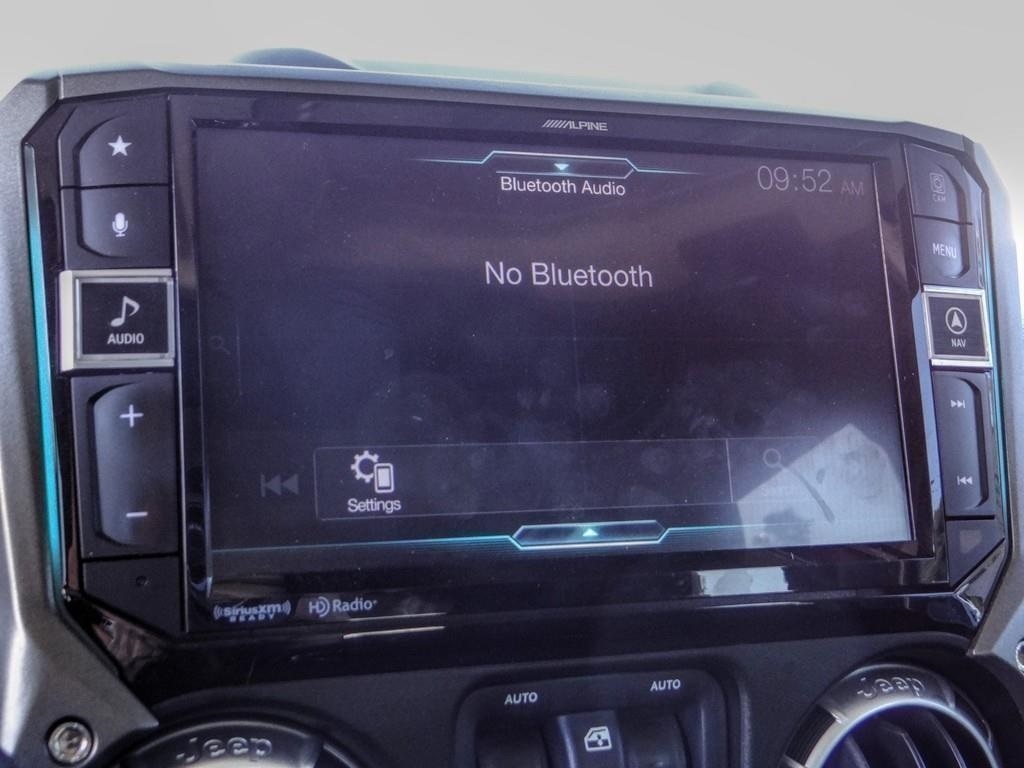 ALPINE
Bluetooth Audio
09:52 AM
No Bluetooth
AUDIO
CAM
MENU
NAV
+
-
Settings
((SiriusXM))
READY
HD Radio
AUTO
AUTO
Jeep
Jeep